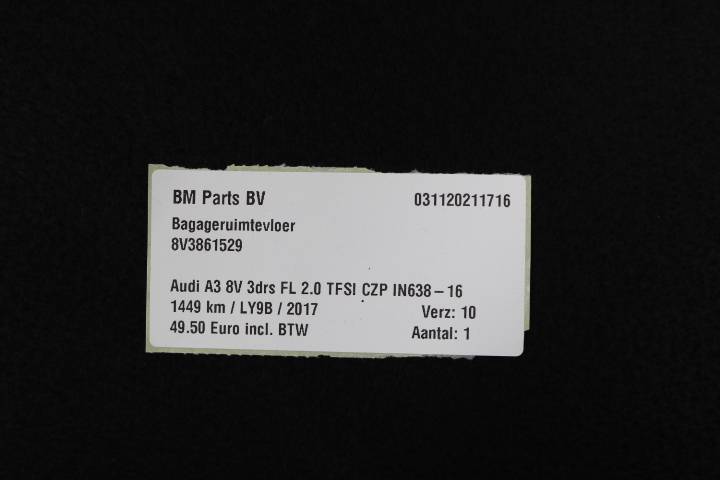 BM Parts BV 031120211716
Bagageruimtevloer
8V3861529
Audi A3 8V 3drs FL 2.0 TFSI CZP IN638-16
1449 km / LY9B / 2017 Verz: 10
49.50 Euro incl. BTW Aantal: 1